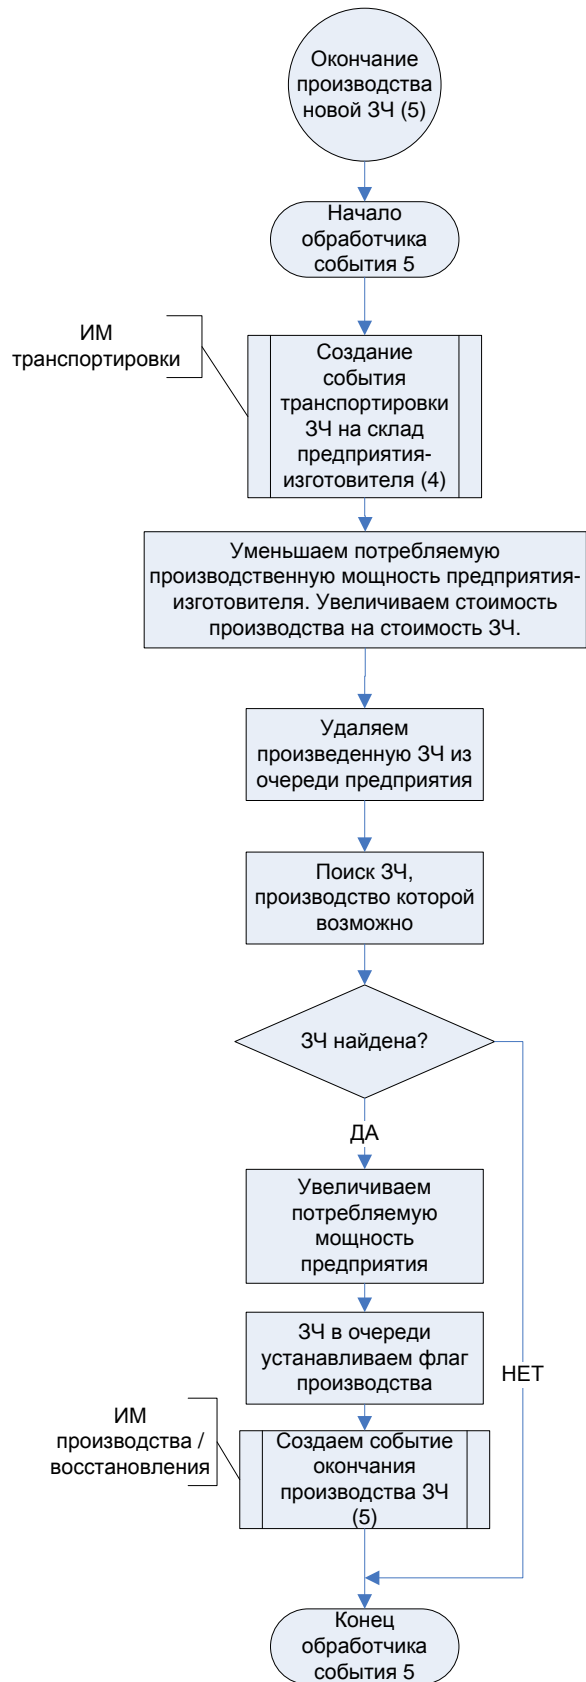 Окончание
производства
новой ЗЧ (5)
Начало
обработчика
события 5
ИМ
транспортировки
Создание
события
транспортировки
ЗЧ на склад
предприятия-
изготовителя (4)
Уменьшаем потребляемую
производственную мощность предприятия-
изготовителя. Увеличиваем стоимость
производства на стоимость ЗЧ.
Удаляем
произведенную ЗЧ из
очереди предприятия
Поиск ЗЧ,
производство которой
возможно
ЗЧ найдена?
ДА
Увеличиваем
потребляемую
мощность
предприятия
ЗЧ в очереди
устанавливаем флаг
производства
НЕТ
ИМ
производства /
восстановления
Создаем событие
окончания
производства ЗЧ
(5)
Конец
обработчика
события 5